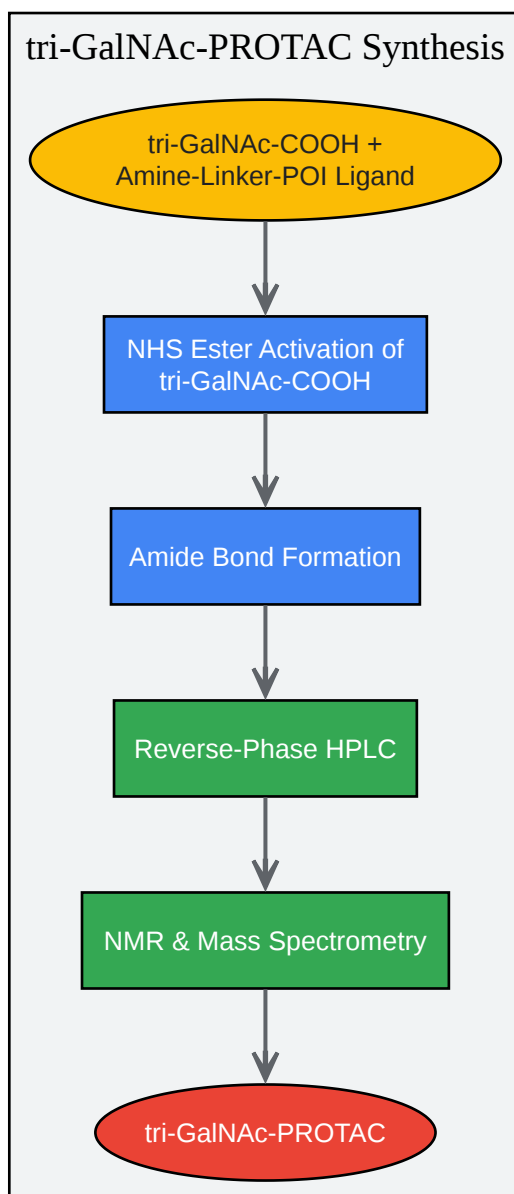 tri-GalNAc-PROTAC Synthesis
tri-GalNAc-COOH +
Amine-Linker-POI Ligand
NHS Ester Activation of
tri-GalNAc-COOH
Amide Bond Formation
Reverse-Phase HPLC
NMR & Mass Spectrometry
tri-GalNAc-PROTAC